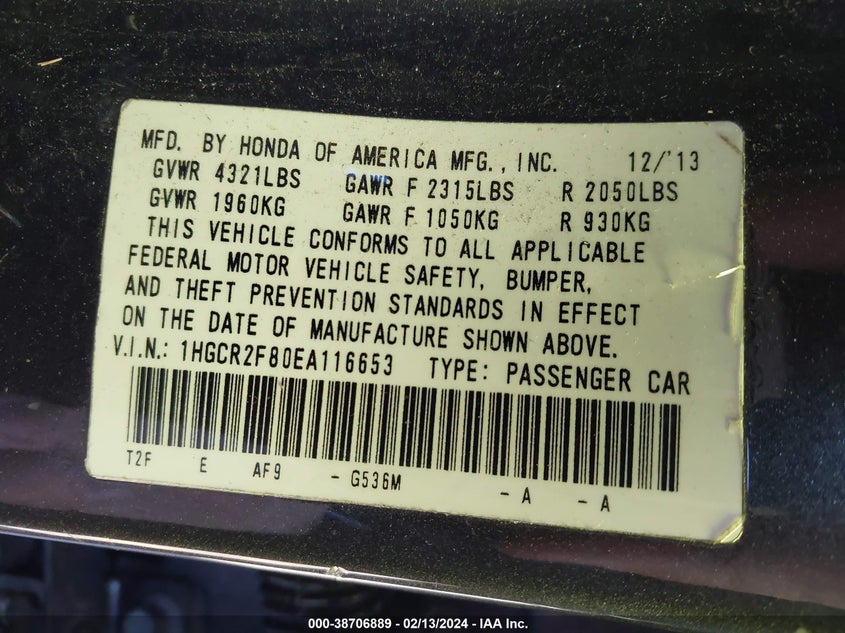 MFD. BY HONDA OF AMERICA MFG., INC. 12/'13
GVWR 4321LBS GAWR F 2315LBS R 2050LBS
GVWR 1960KG GAWR F 1050KG R 930KG
THIS VEHICLE CONFORMS TO ALL APPLICABLE
FEDERAL MOTOR VEHICLE SAFETY, BUMPER,
AND THEFT PREVENTION STANDARDS IN EFFECT
ON THE DATE OF MANUFACTURE SHOWN ABOVE.
V.I.N.: 1HGCR2F80EA116653 TYPE: PASSENGER CAR
T2F E AF9 - G536M - A - A
000-38706889 - 02/13/2024 - IAA Inc.